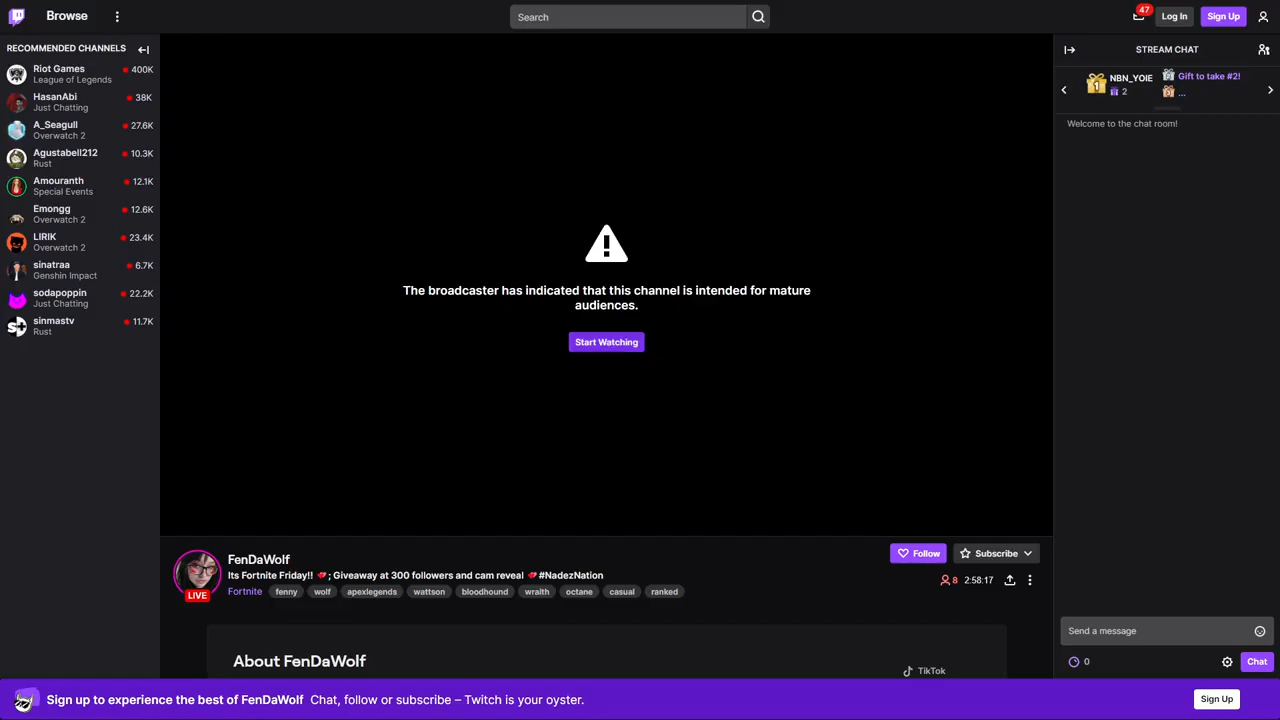 Browse
Search
47
Log In
Sign Up
RECOMMENDED CHANNELS
Riot Games
League of Legends
400K
HasanAbi
Just Chatting
38K
A_Seagull
Overwatch 2
27.6K
Agustabell212
Rust
10.3K
Amouranth
Special Events
12.1K
Emongg
Overwatch 2
12.6K
LIRIK
Overwatch 2
23.4K
sinatraa
Genshin Impact
6.7K
sodapoppin
Just Chatting
22.2K
sinmastv
Rust
11.7K
The broadcaster has indicated that this channel is intended for mature
audiences.
Start Watching
LIVE
FenDaWolf
Its Fortnite Friday!! 💋; Giveaway at 300 followers and cam reveal 💋#NadezNation
Fortnite fenny wolf apexlegends wattson bloodhound wraith octane casual ranked
Follow
Subscribe
8 2:58:17
About FenDaWolf
TikTok
STREAM CHAT
1
NBN_YOIE
2
2 Gift to take #2!
3 ...
Welcome to the chat room!
Send a message
0
Chat
Sign up to experience the best of FenDaWolf Chat, follow or subscribe – Twitch is your oyster.
Sign Up